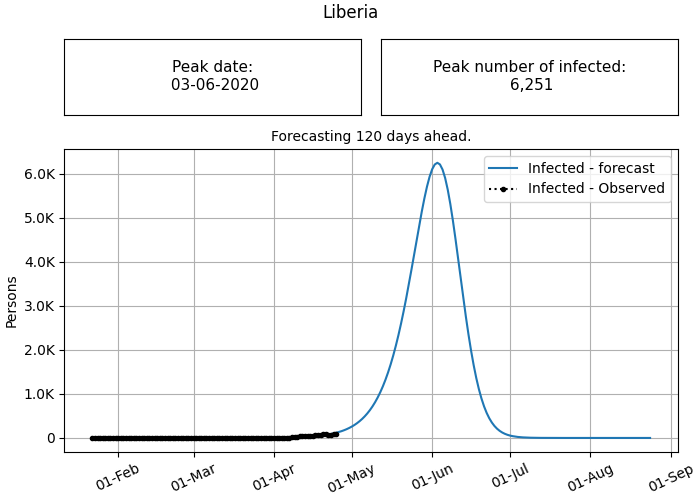 Liberia
Peak date:
03-06-2020
Peak number of infected:
6,251
Forecasting 120 days ahead.
Infected - forecast
Infected - Observed
Persons
6.0K
5.0K
4.0K
3.0K
2.0K
1.0K
0
01-Feb
01-Mar
01-Apr
01-May
01-Jun
01-Jul
01-Aug
01-Sep